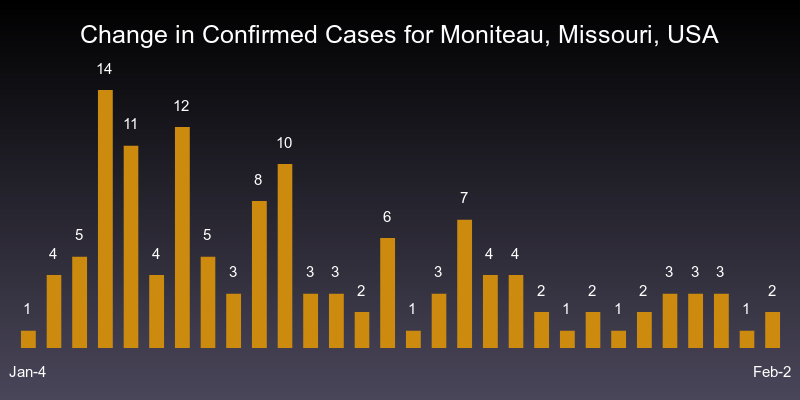 Change in Confirmed Cases for Moniteau, Missouri, USA
1 4 5 14 11 4 12 5 3 8 10 3 3 2 6 1 3 7 4 4 2 1 2 1 2 3 3 3 1 2
Jan-4 Feb-2